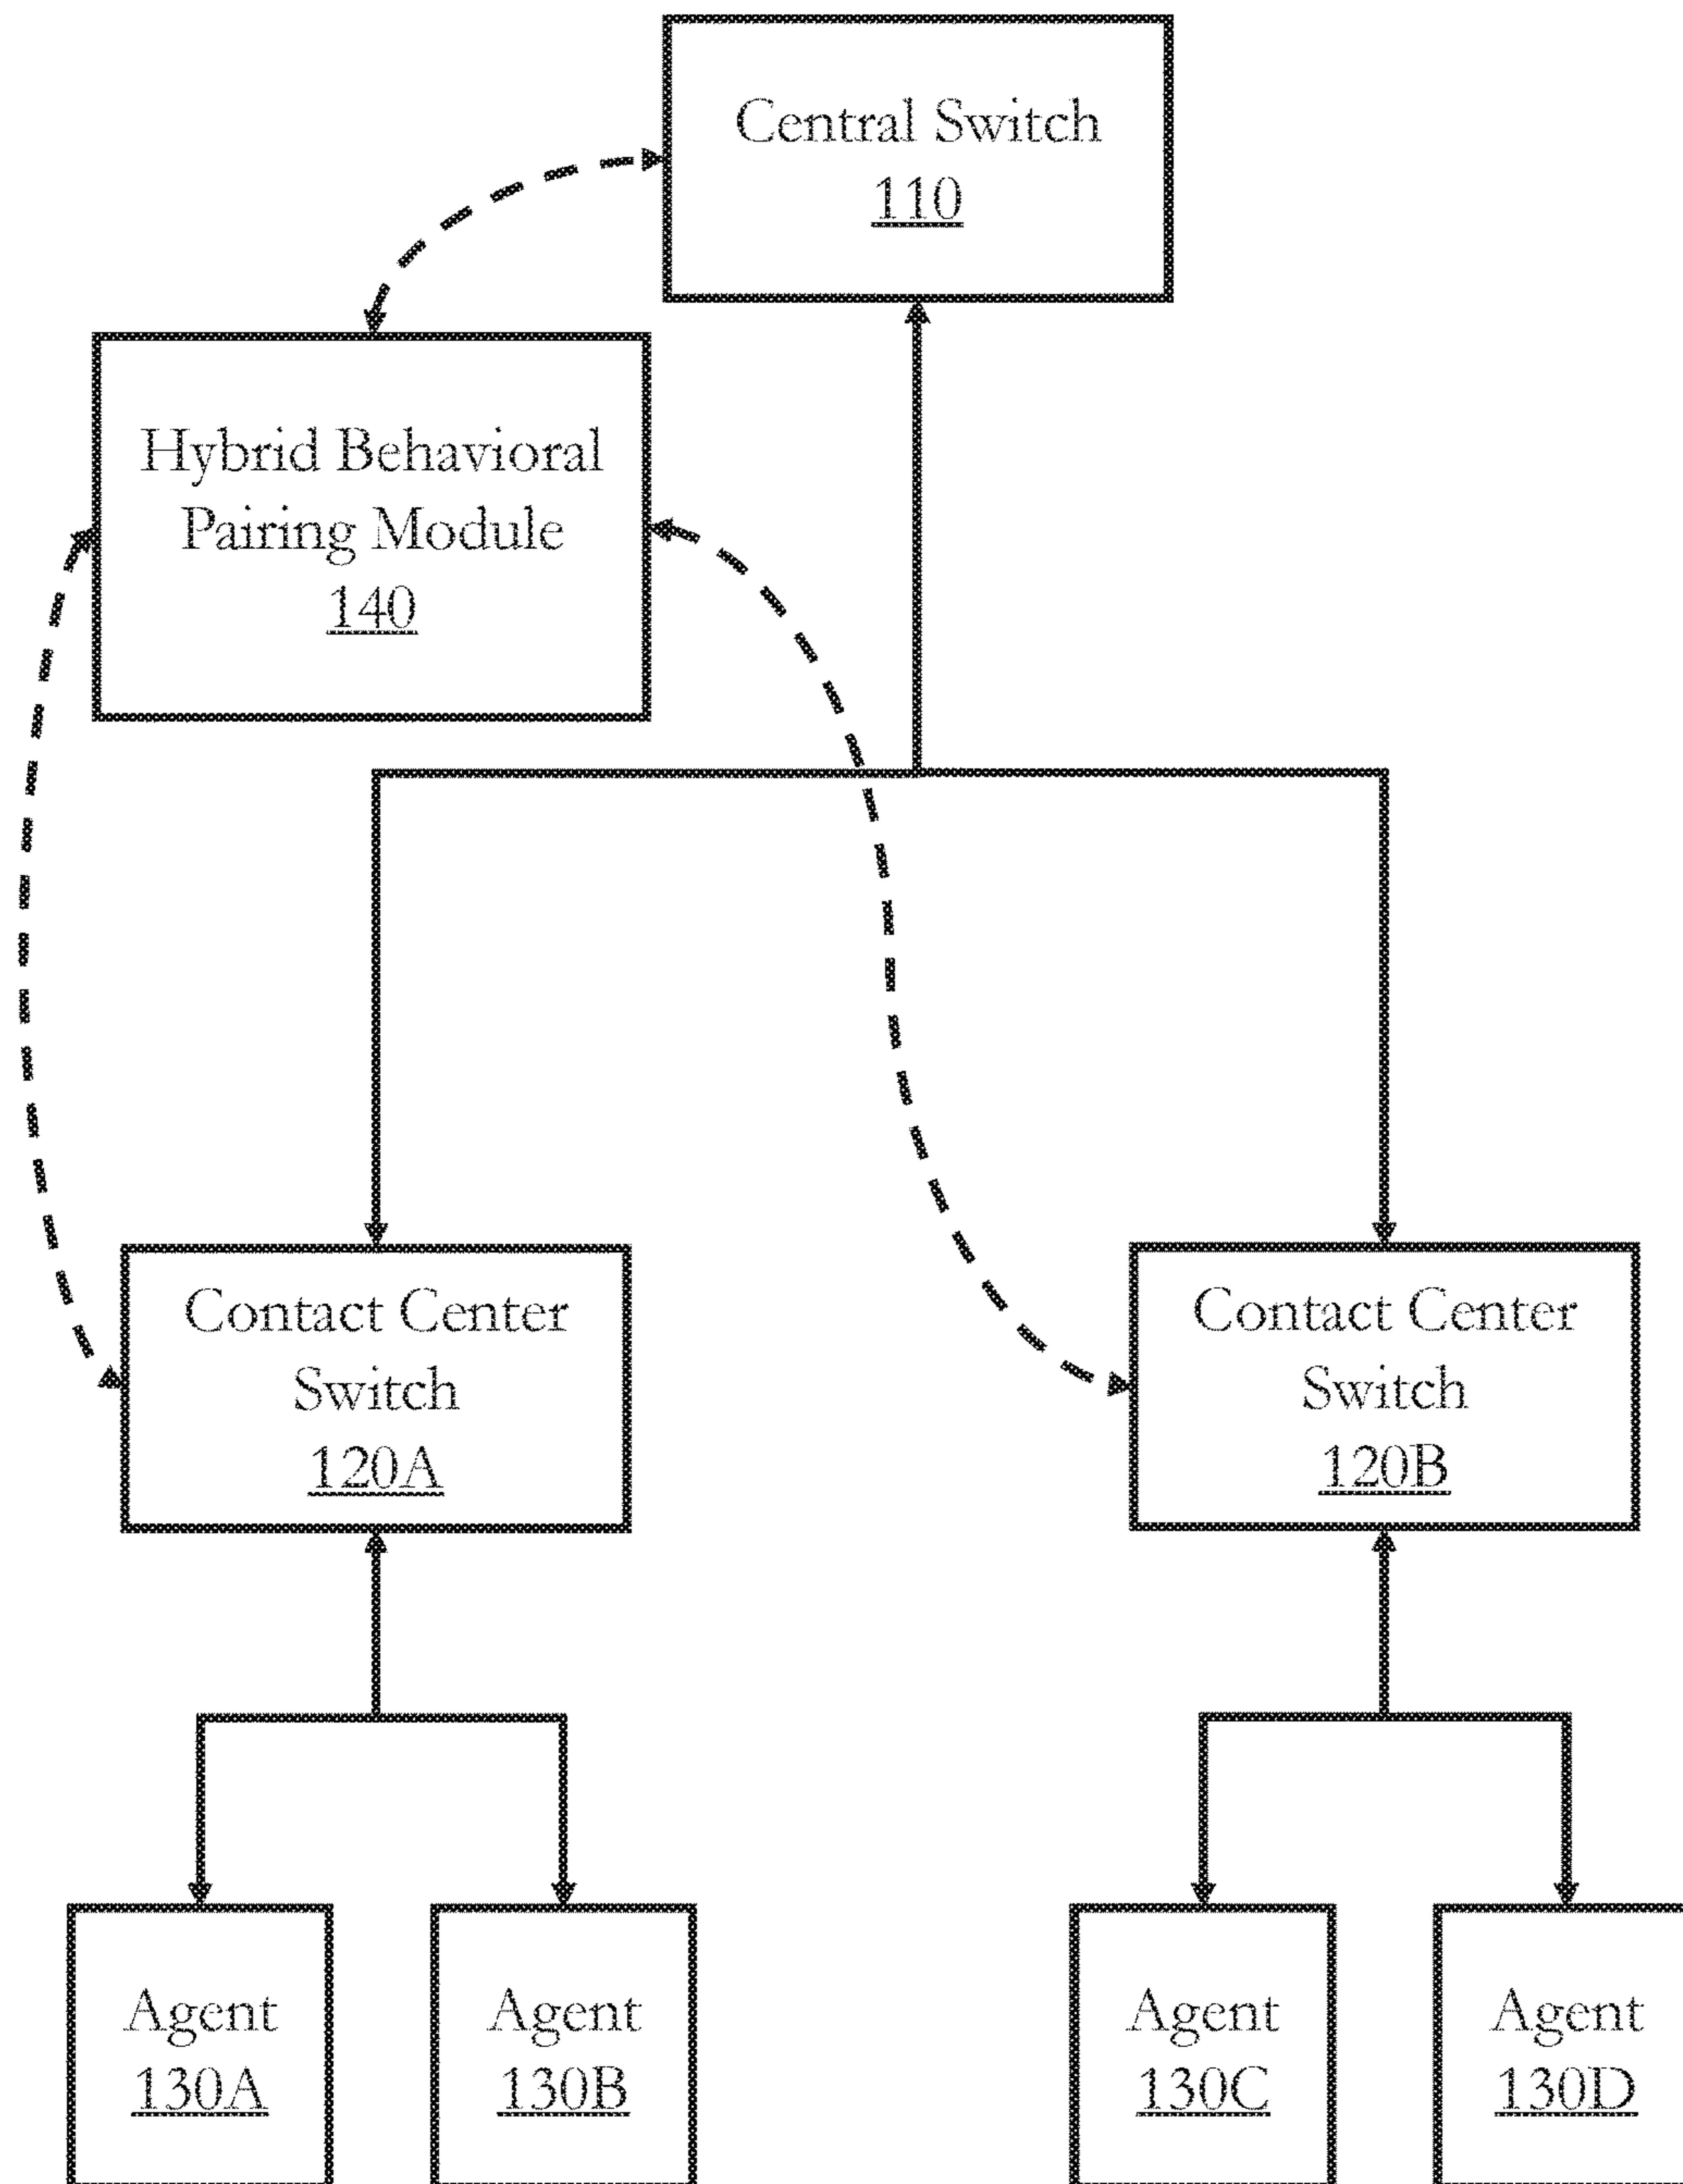 Central Switch
110
Hybrid Behavioral
Pairing Module
140
Contact Center
Switch
120A
Contact Center
Switch
120B
Agent
130A
Agent
130B
Agent
130C
Agent
130D